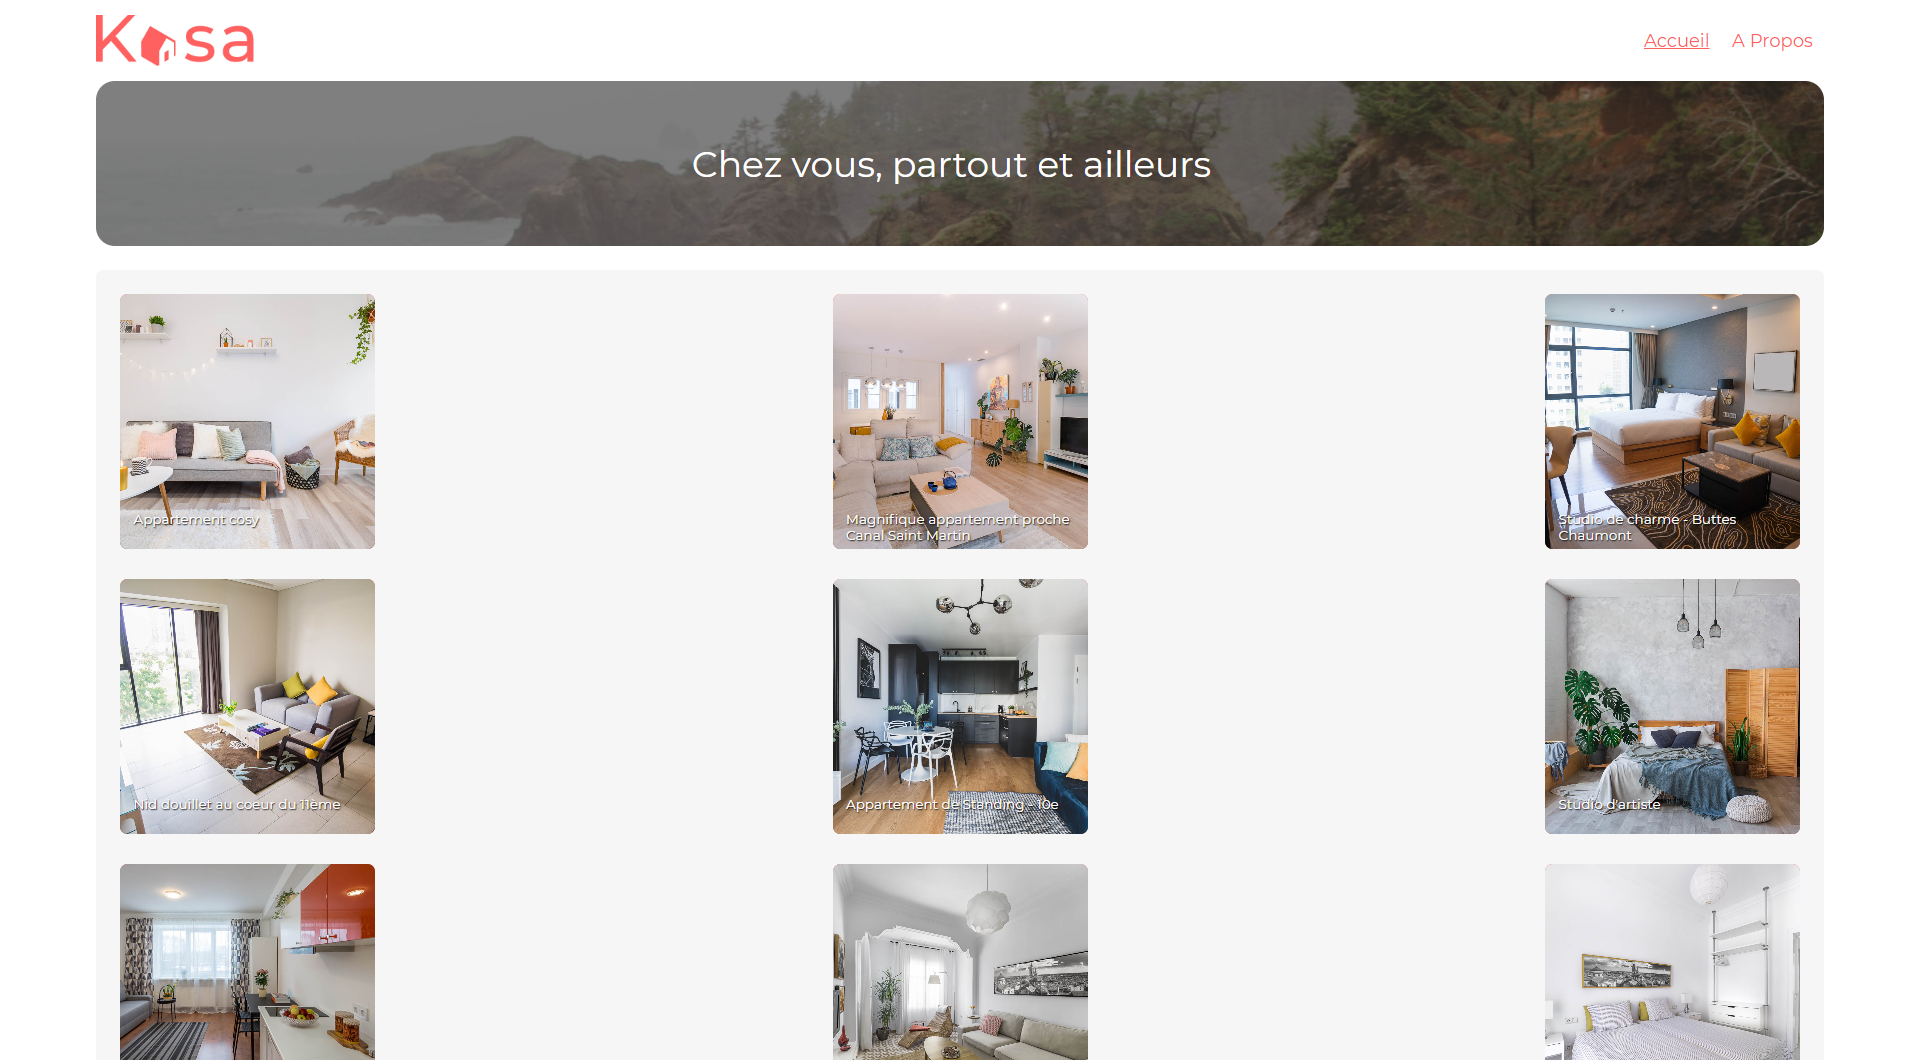 Kasa
Accueil
A Propos
Chez vous, partout et ailleurs
Appartement cosy
Magnifique appartement proche
Canal Saint Martin
Studio de charme - Buttes
Chaumont
Nid douillet au coeur du 11ème
Appartement de Standing - 10e
Studio d'artiste